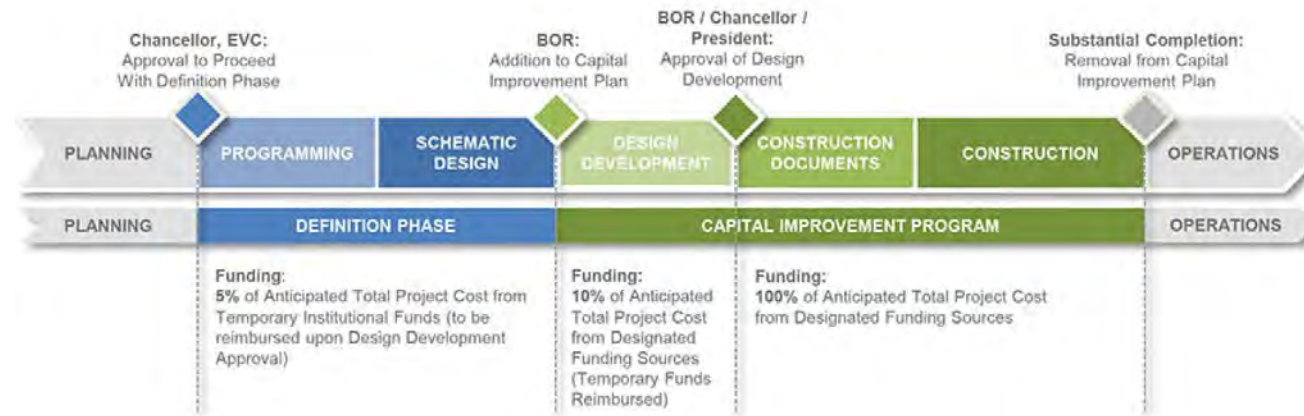 Chancellor, EVC:
Approval to Proceed
With Definition Phase
BOR:
Addition to Capital
Improvement Plan
BOR / Chancellor /
President:
Approval of Design
Development
Substantial Completion:
Removal from Capital
Improvement Plan
PLANNING
PROGRAMMING
SCHEMATIC
DESIGN
DESIGN
DEVELOPMENT
CONSTRUCTION
DOCUMENTS
CONSTRUCTION
OPERATIONS
PLANNING
DEFINITION PHASE
CAPITAL IMPROVEMENT PROGRAM
OPERATIONS
Funding:
5% of Anticipated Total Project Cost from
Temporary Institutional Funds (to be
reimbursed upon Design Development
Approval)
Funding:
10% of Anticipated
Total Project Cost
from Designated
Funding Sources
(Temporary Funds
Reimbursed)
Funding:
100% of Anticipated Total Project Cost
from Designated Funding Sources